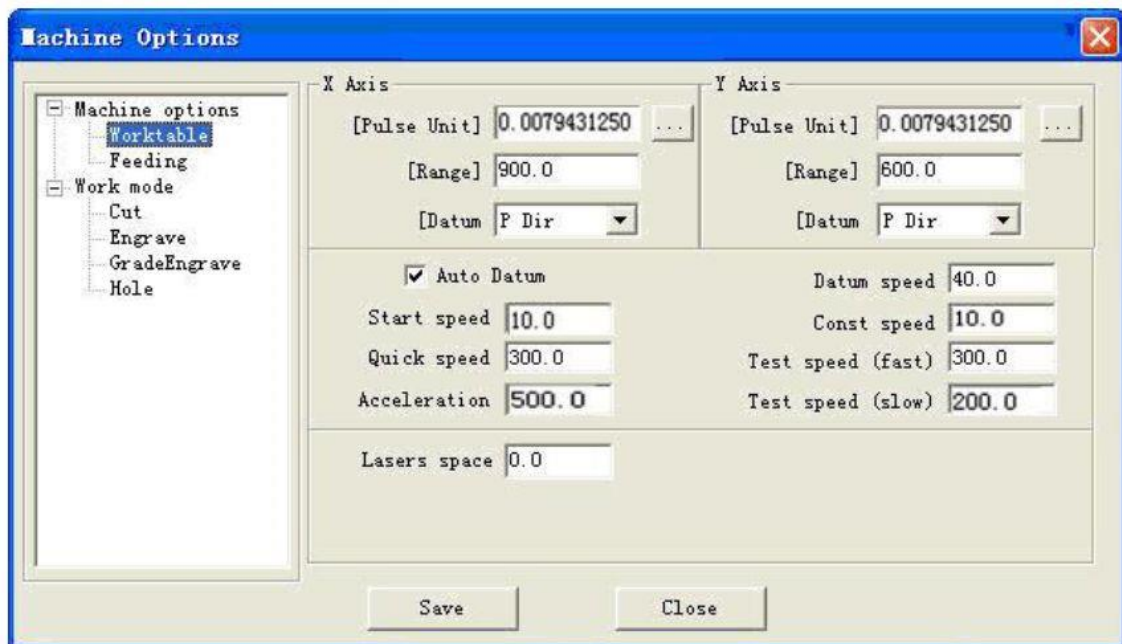 Machine Options
Machine options
Worktable
Feeding
Work mode
Cut
Engrave
GradeEngrave
Hole
X Axis
[Pulse Unit] 0.0079431250 ...
[Range] 900.0
[Datum P Dir
Y Axis
[Pulse Unit] 0.0079431250 ...
[Range] 600.0
[Datum P Dir
Auto Datum
Datum speed 40.0
Start speed 10.0
Const speed 10.0
Quick speed 300.0
Test speed (fast) 300.0
Acceleration 500.0
Test speed (slow) 200.0
Lasers space 0.0
Save
Close